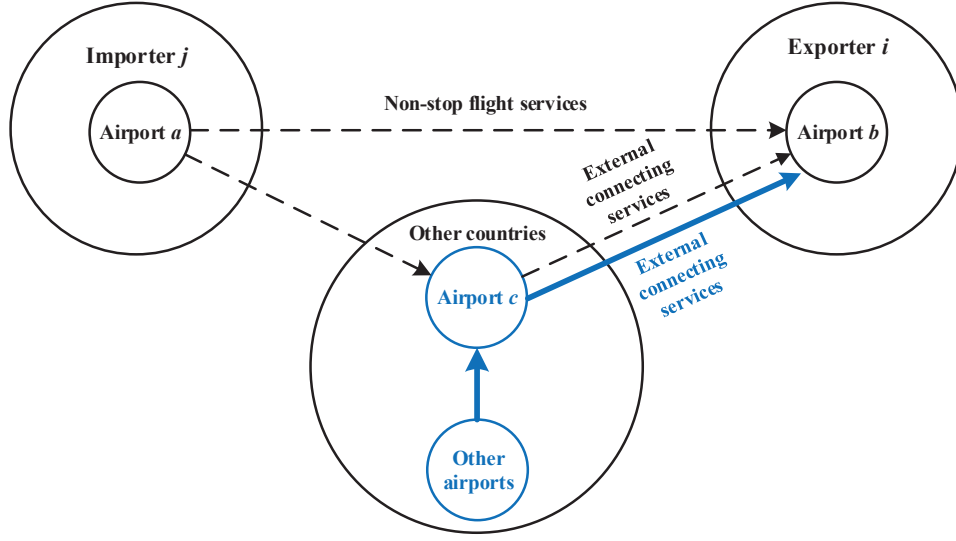 Importer j
Exporter i
Non-stop flight services
Airport a
Airport b
External
connecting
services
Other countries
External
connecting
services
Airport c
Other
airports